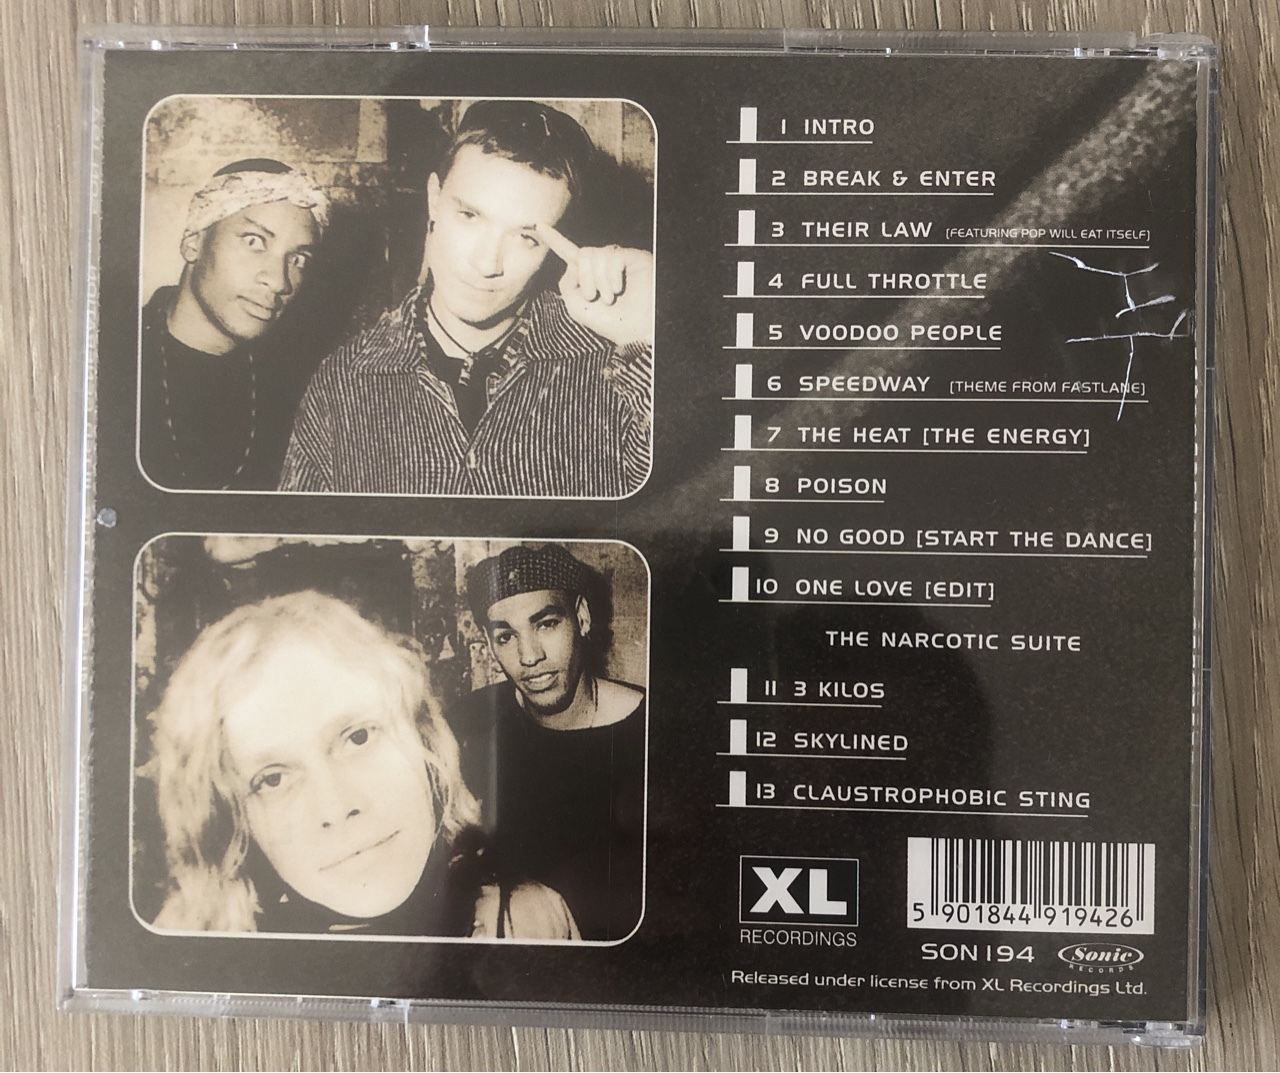 1 INTRO
2 BREAK & ENTER
3 THEIR LAW [FEATURING POP WILL EAT ITSELF]
4 FULL THROTTLE
5 VOODOO PEOPLE
6 SPEEDWAY [THEME FROM FASTLANE]
7 THE HEAT [THE ENERGY]
8 POISON
9 NO GOOD [START THE DANCE]
10 ONE LOVE [EDIT]
THE NARCOTIC SUITE
11 3 KILOS
12 SKYLINED
13 CLAUSTROPHOBIC STING
XL
RECORDINGS
5 901844 919426
SON194
Sonic
RECORDS
Released under license from XL Recordings Ltd.